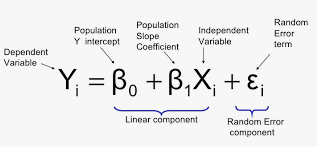 Dependent
Variable
Population
Y intercept
Population
Slope
Coefficient
Independent
Variable
Random
Error
term
Yᵢ = β₀ + β₁Xᵢ + εᵢ
Linear component
Random Error
component